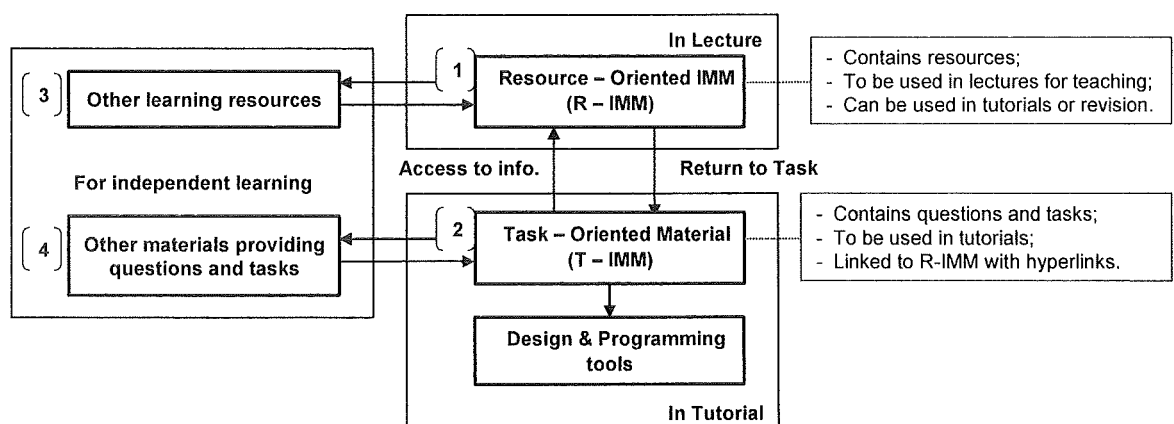 In Lecture
1
Resource – Oriented IMM
(R – IMM)
- Contains resources;
- To be used in lectures for teaching;
- Can be used in tutorials or revision.
3
Other learning resources
For independent learning
Access to info.
Return to Task
4
Other materials providing
questions and tasks
2
Task – Oriented Material
(T – IMM)
- Contains questions and tasks;
- To be used in tutorials;
- Linked to R-IMM with hyperlinks.
Design & Programming
tools
In Tutorial